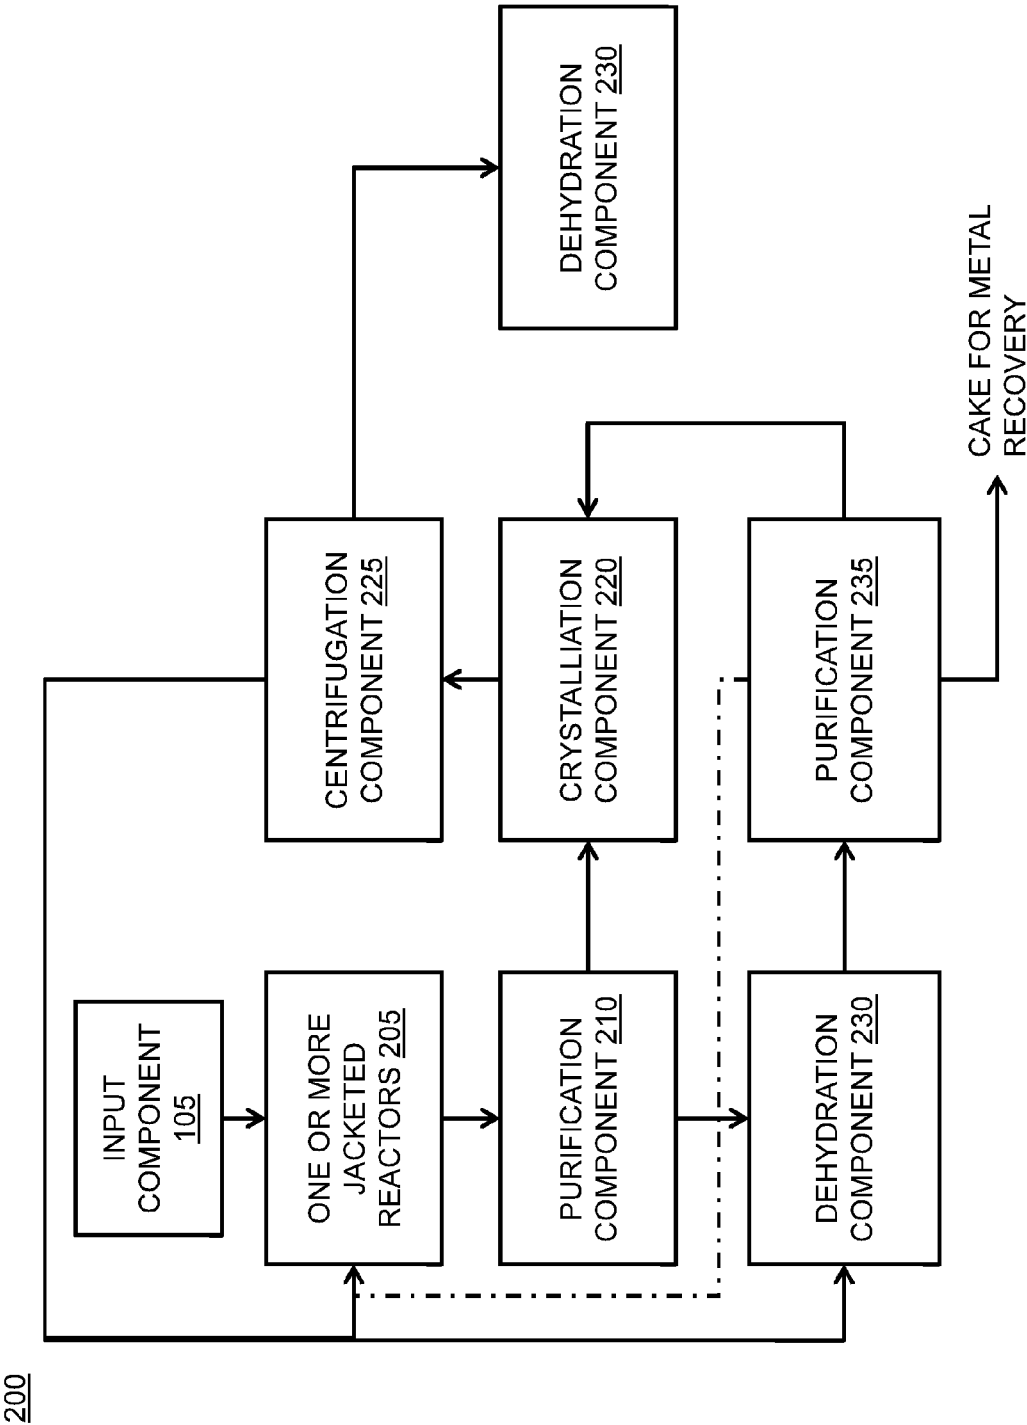 200
INPUT
COMPONENT
105
ONE OR MORE
JACKETED
REACTORS 205
PURIFICATION
COMPONENT 210
DEHYDRATION
COMPONENT 230
CENTRIFUGATION
COMPONENT 225
CRYSTALLIATION
COMPONENT 220
PURIFICATION
COMPONENT 235
DEHYDRATION
COMPONENT 230
CAKE FOR METAL
RECOVERY